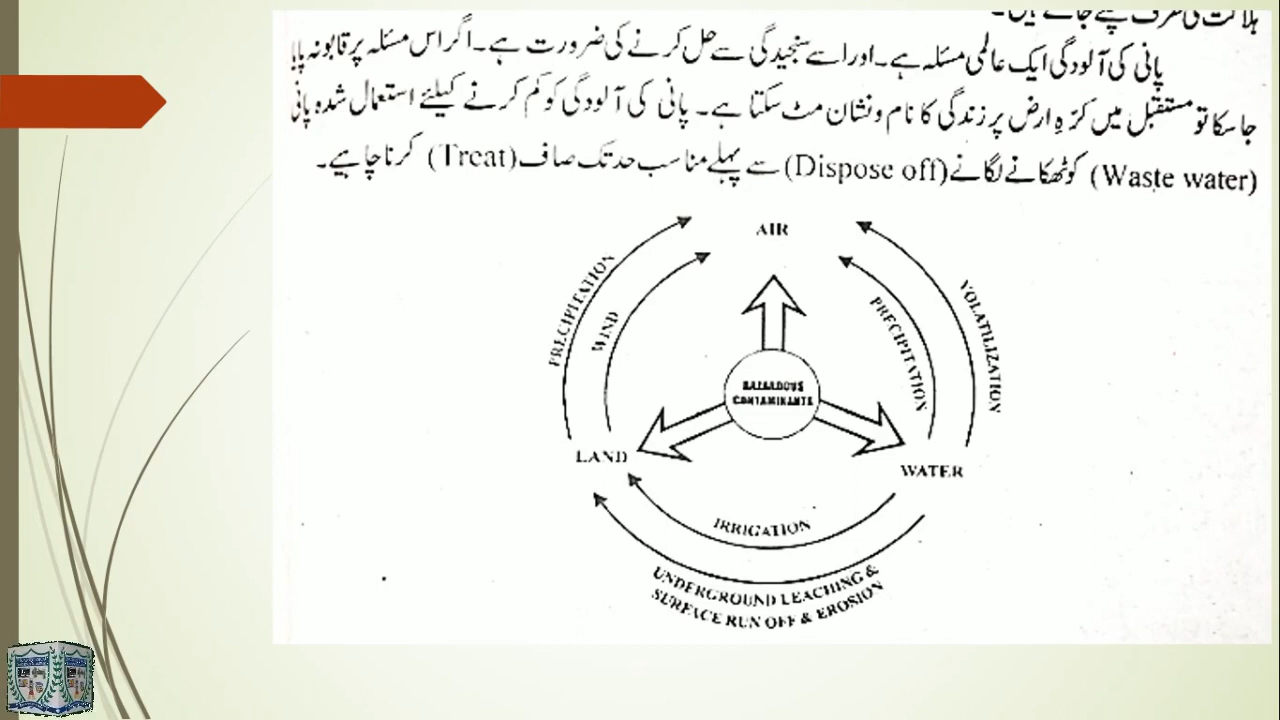 پانی کی آلودگی ایک عالمی مسئلہ ہے۔ اور اسے سنجیدگی سے حل کرنے کی ضرورت ہے۔ اگر اس مسئلہ پر قابو نہ پایا
جا سکا تو مستقبل میں کرّہ ارض پر زندگی کا نام و نشان مٹ سکتا ہے۔ پانی کی آلودگی کو کم کرنے کیلئے استعمال شدہ پانی
(Waste water) کو ٹھکانے لگانے (Dispose off) سے پہلے مناسب حد تک صاف (Treat) کرنا چاہیے۔
AIR
PRECIPITATION
WIND
PRECIPITATION
VOLATILIZATION
HAZADOUS
CONTAMINANTS
LAND
WATER
IRRIGATION
UNDERGROUND LEACHING &
SURFACE RUN OFF & EROSION